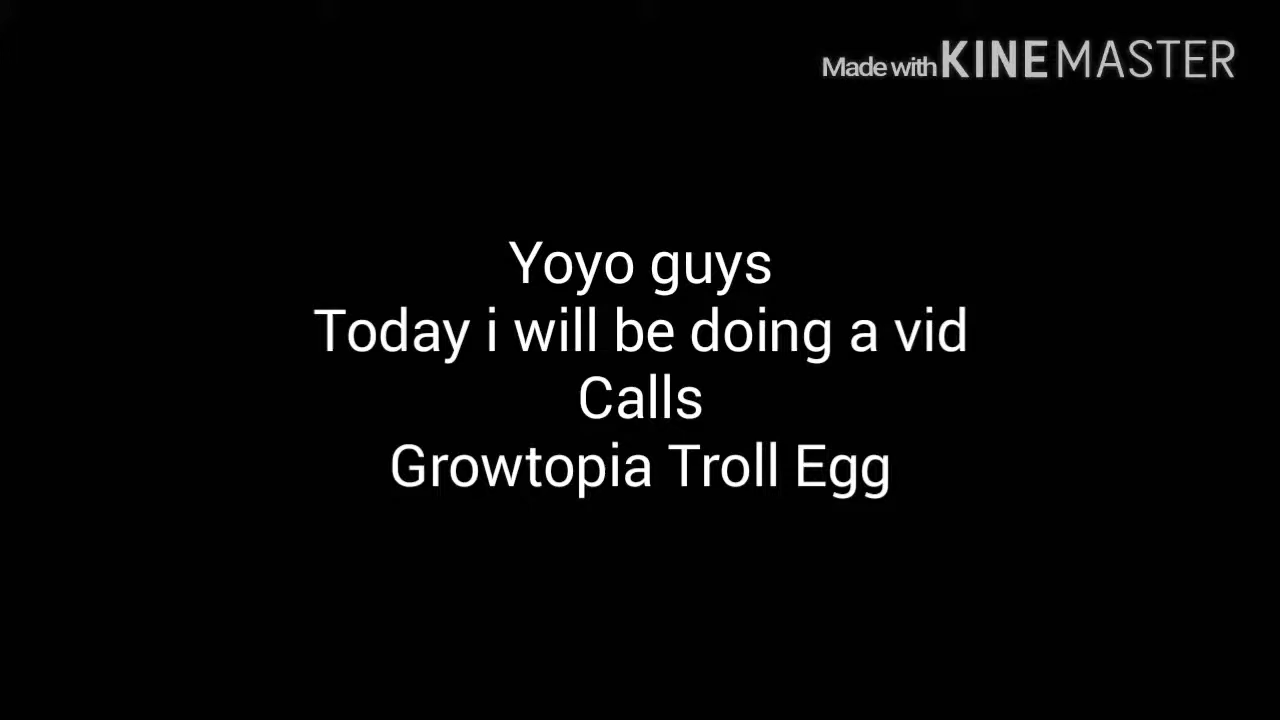 Made with KINEMASTER
Yoyo guys
Today i will be doing a vid
Calls
Growtopia Troll Egg